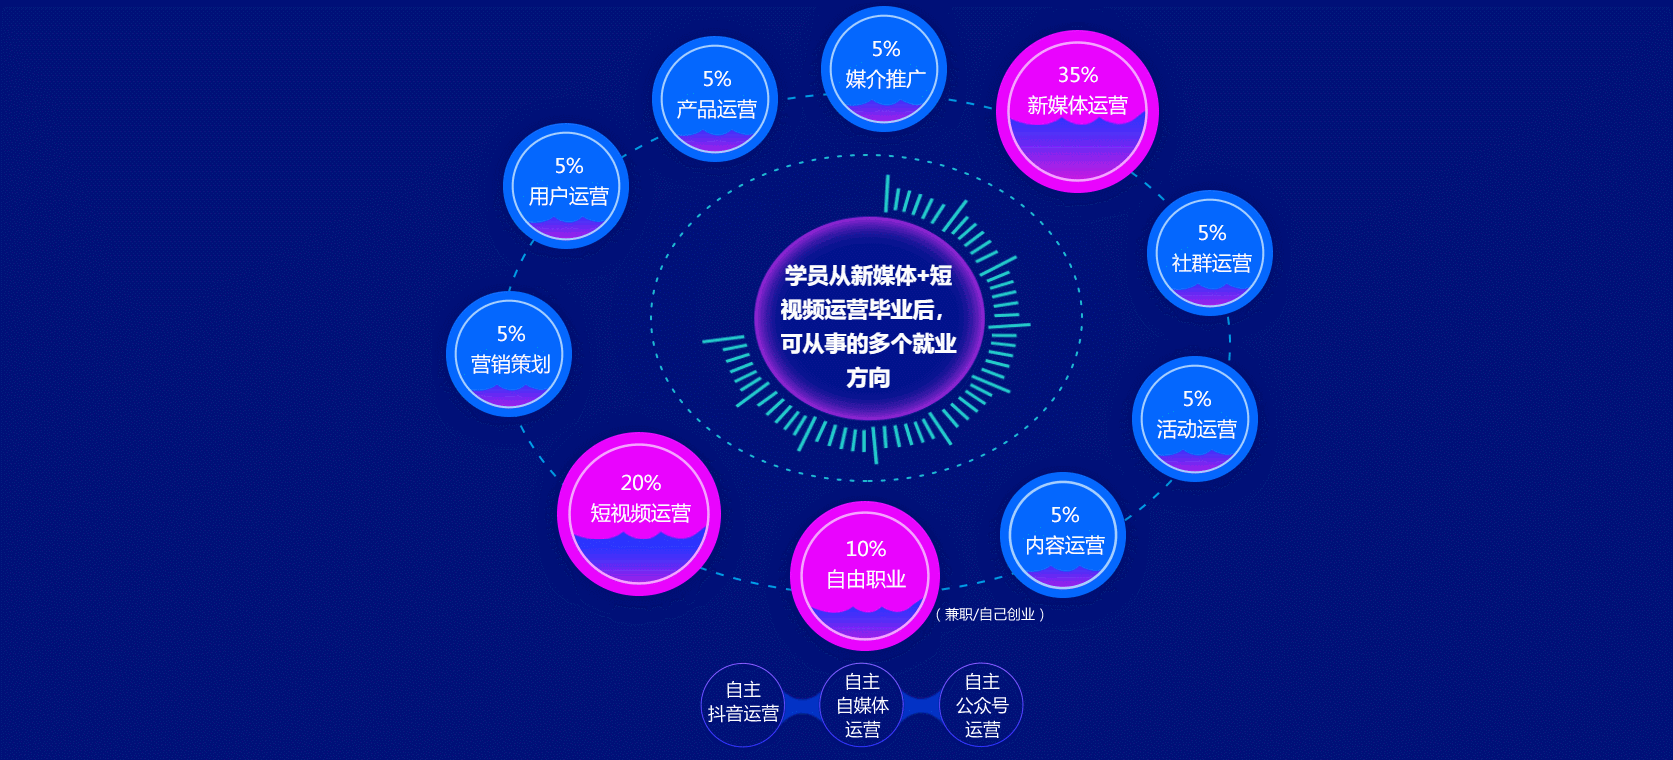 学员从新媒体+短
视频运营毕业后，
可从事的多个就业
方向
5%
媒介推广
35%
新媒体运营
5%
社群运营
5%
活动运营
5%
内容运营
10%
自由职业
（兼职/自己创业）
20%
短视频运营
5%
营销策划
5%
用户运营
5%
产品运营
自主
抖音运营
自主
自媒体
运营
自主
公众号
运营